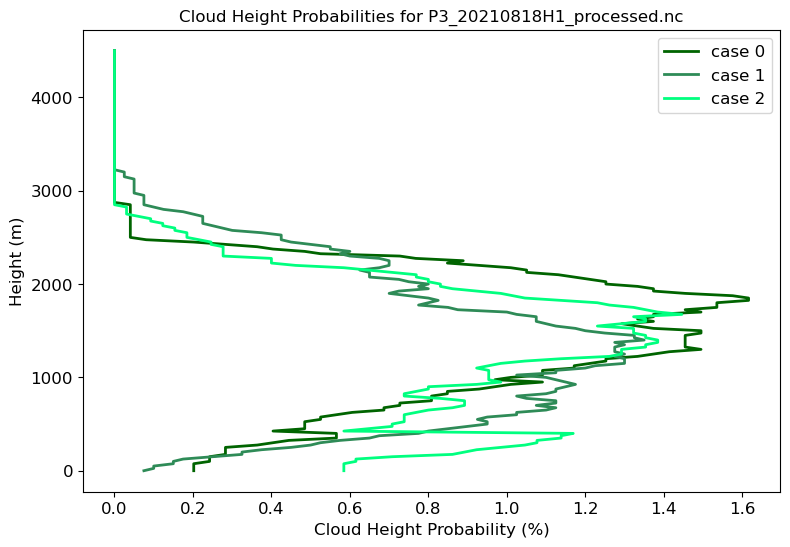 Cloud Height Probabilities for P3_20210818H1_processed.nc
case 0
case 1
case 2
4000
3000
2000
1000
0
Height (m)
0.0 0.2 0.4 0.6 0.8 1.0 1.2 1.4 1.6
Cloud Height Probability (%)